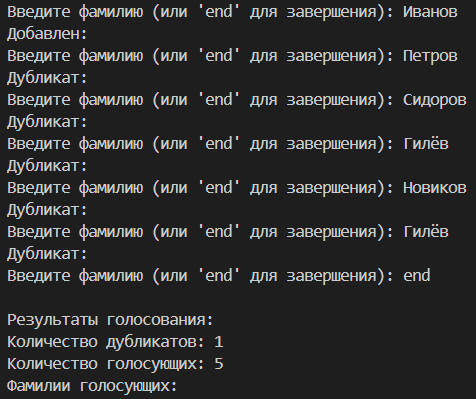 Введите фамилию (или 'end' для завершения): Иванов
Добавлен:
Введите фамилию (или 'end' для завершения): Петров
Дубликат:
Введите фамилию (или 'end' для завершения): Сидоров
Дубликат:
Введите фамилию (или 'end' для завершения): Гилёв
Дубликат:
Введите фамилию (или 'end' для завершения): Новиков
Дубликат:
Введите фамилию (или 'end' для завершения): Гилёв
Дубликат:
Введите фамилию (или 'end' для завершения): end
Результаты голосования:
Количество дубликатов: 1
Количество голосующих: 5
Фамилии голосующих: